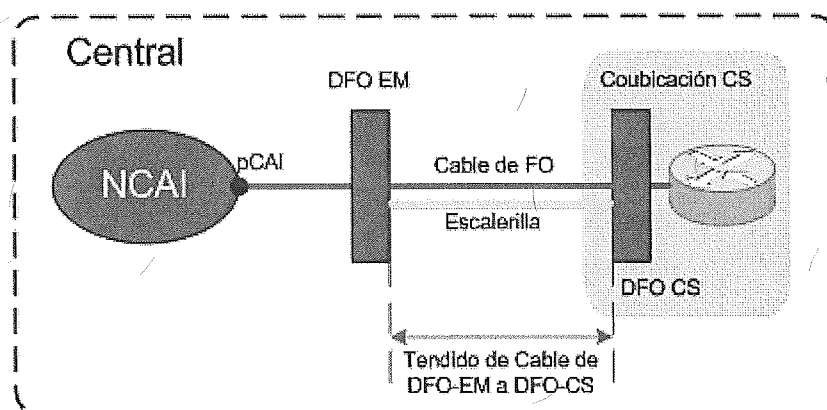 Central
DFO EM
Coubicación CS
pCAI
NCAI
Cable de FO
Escalerilla
DFO CS
Tendido de Cable de
DFO-EM a DFO-CS